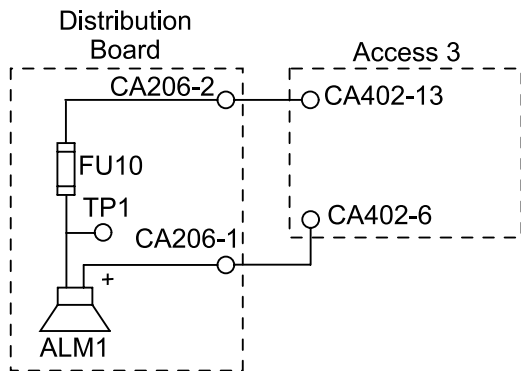 Distribution
Board
Access 3
CA206-2
CA402-13
FU10
TP1
CA402-6
CA206-1
+
ALM1